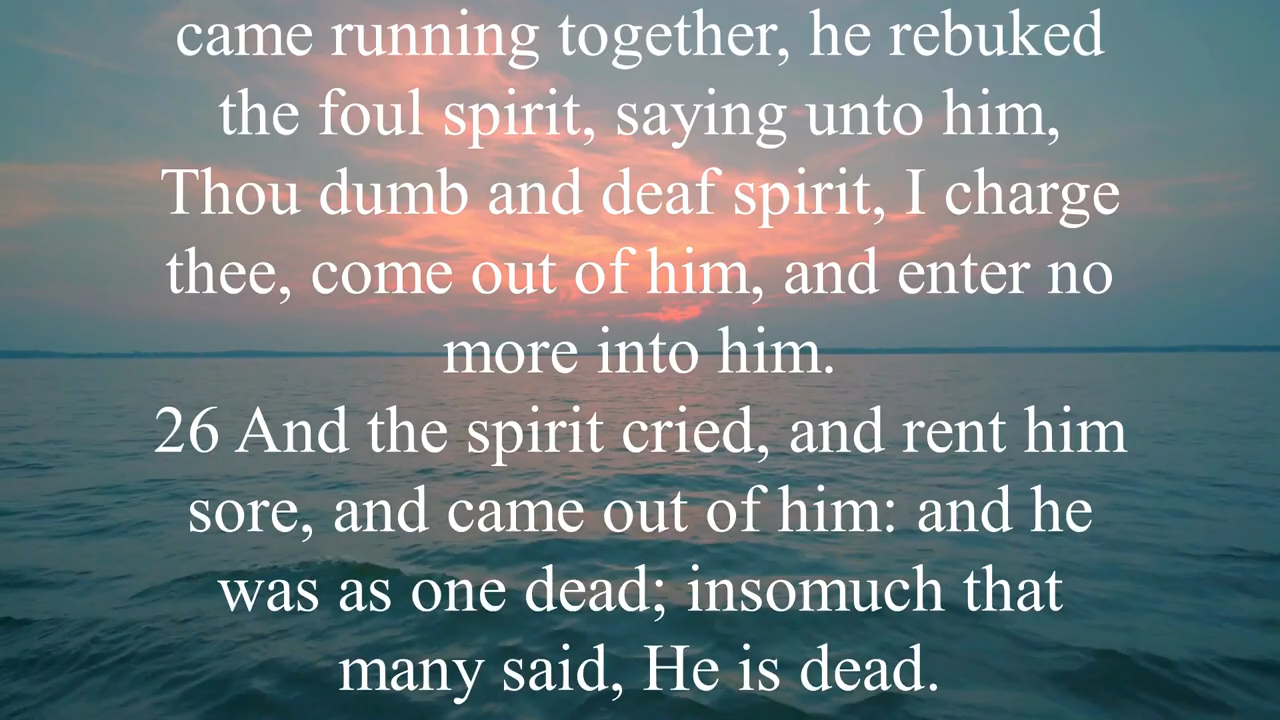 came running together, he rebuked
the foul spirit, saying unto him,
Thou dumb and deaf spirit, I charge
thee, come out of him, and enter no
more into him.
26 And the spirit cried, and rent him
sore, and came out of him: and he
was as one dead; insomuch that
many said, He is dead.